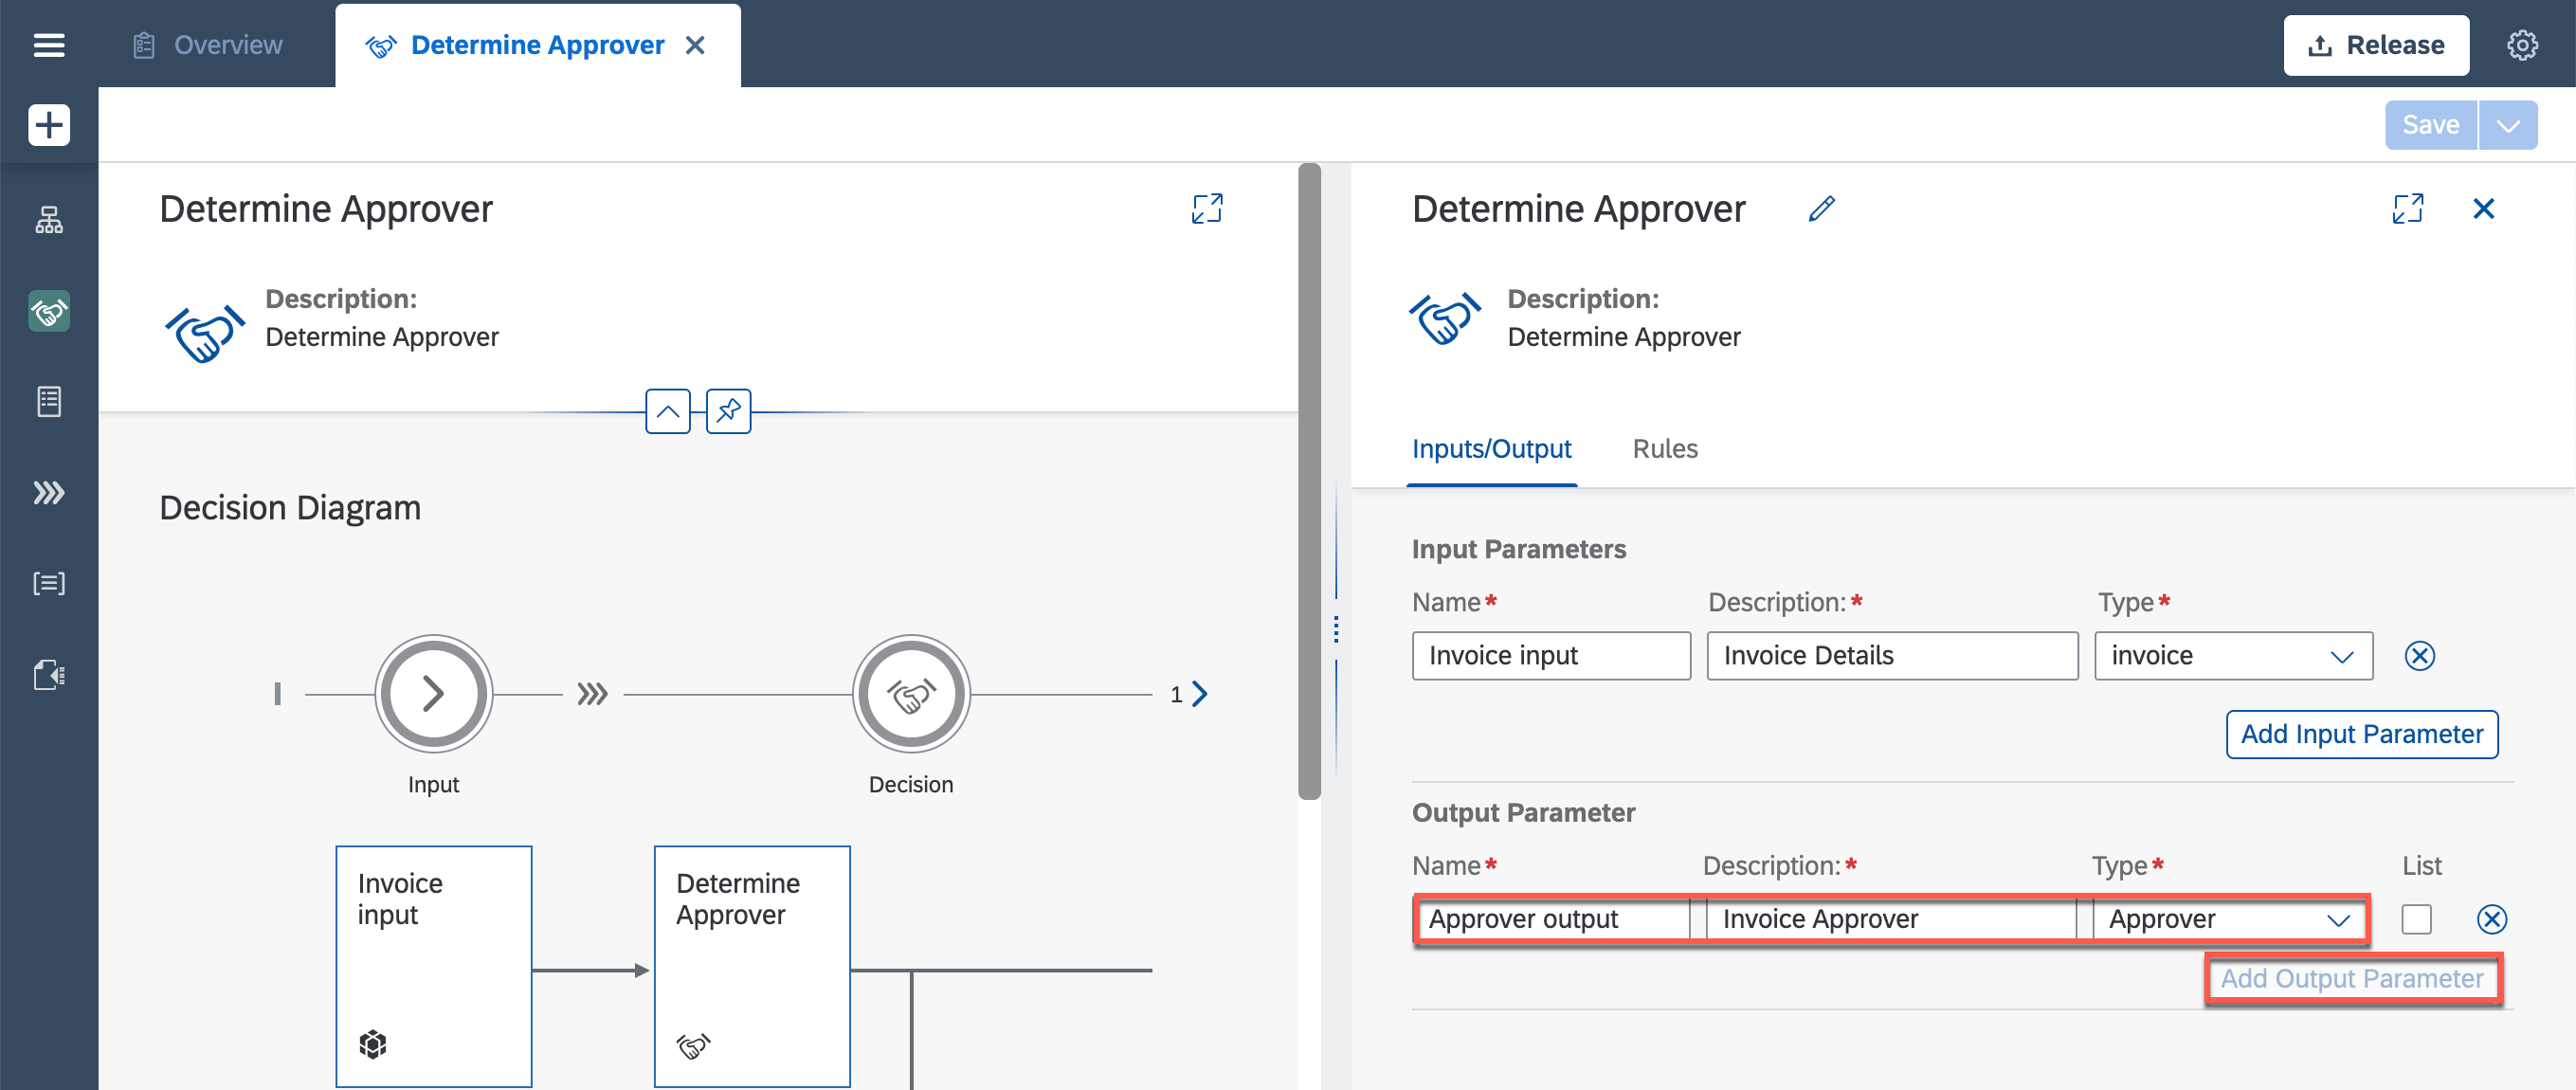 Overview
Determine Approver
Release
Save
Determine Approver
Description:
Determine Approver
Decision Diagram
1
Input
Decision
Invoice
input
Determine
Approver
Determine Approver
Description:
Determine Approver
Inputs/Output Rules
Input Parameters
Name* Description:* Type*
Invoice input Invoice Details invoice
Add Input Parameter
Output Parameter
Name* Description:* Type* List
Approver output Invoice Approver Approver
Add Output Parameter